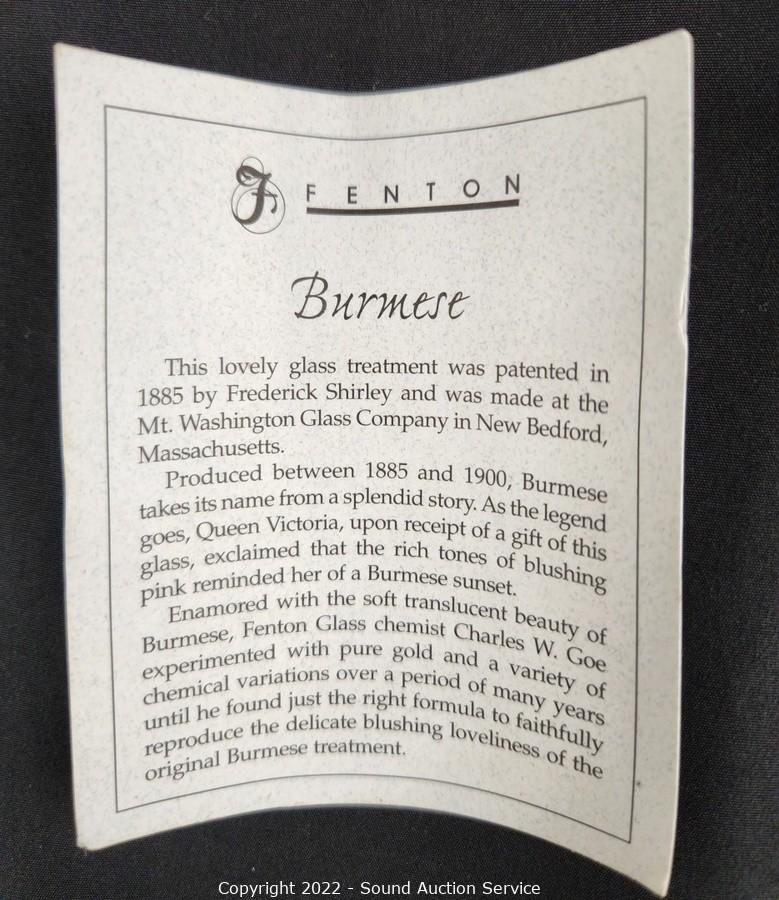 F FENTON
Burmese
This lovely glass treatment was patented in
1885 by Frederick Shirley and was made at the
Mt. Washington Glass Company in New Bedford,
Massachusetts.
Produced between 1885 and 1900, Burmese
takes its name from a splendid story. As the legend
goes, Queen Victoria, upon receipt of a gift of this
glass, exclaimed that the rich tones of blushing
pink reminded her of a Burmese sunset.
Enamored with the soft translucent beauty of
Burmese, Fenton Glass chemist Charles W. Goe
experimented with pure gold and a variety of
chemical variations over a period of many years
until he found just the right formula to faithfully
reproduce the delicate blushing loveliness of the
original Burmese treatment.
Copyright 2022 - Sound Auction Service